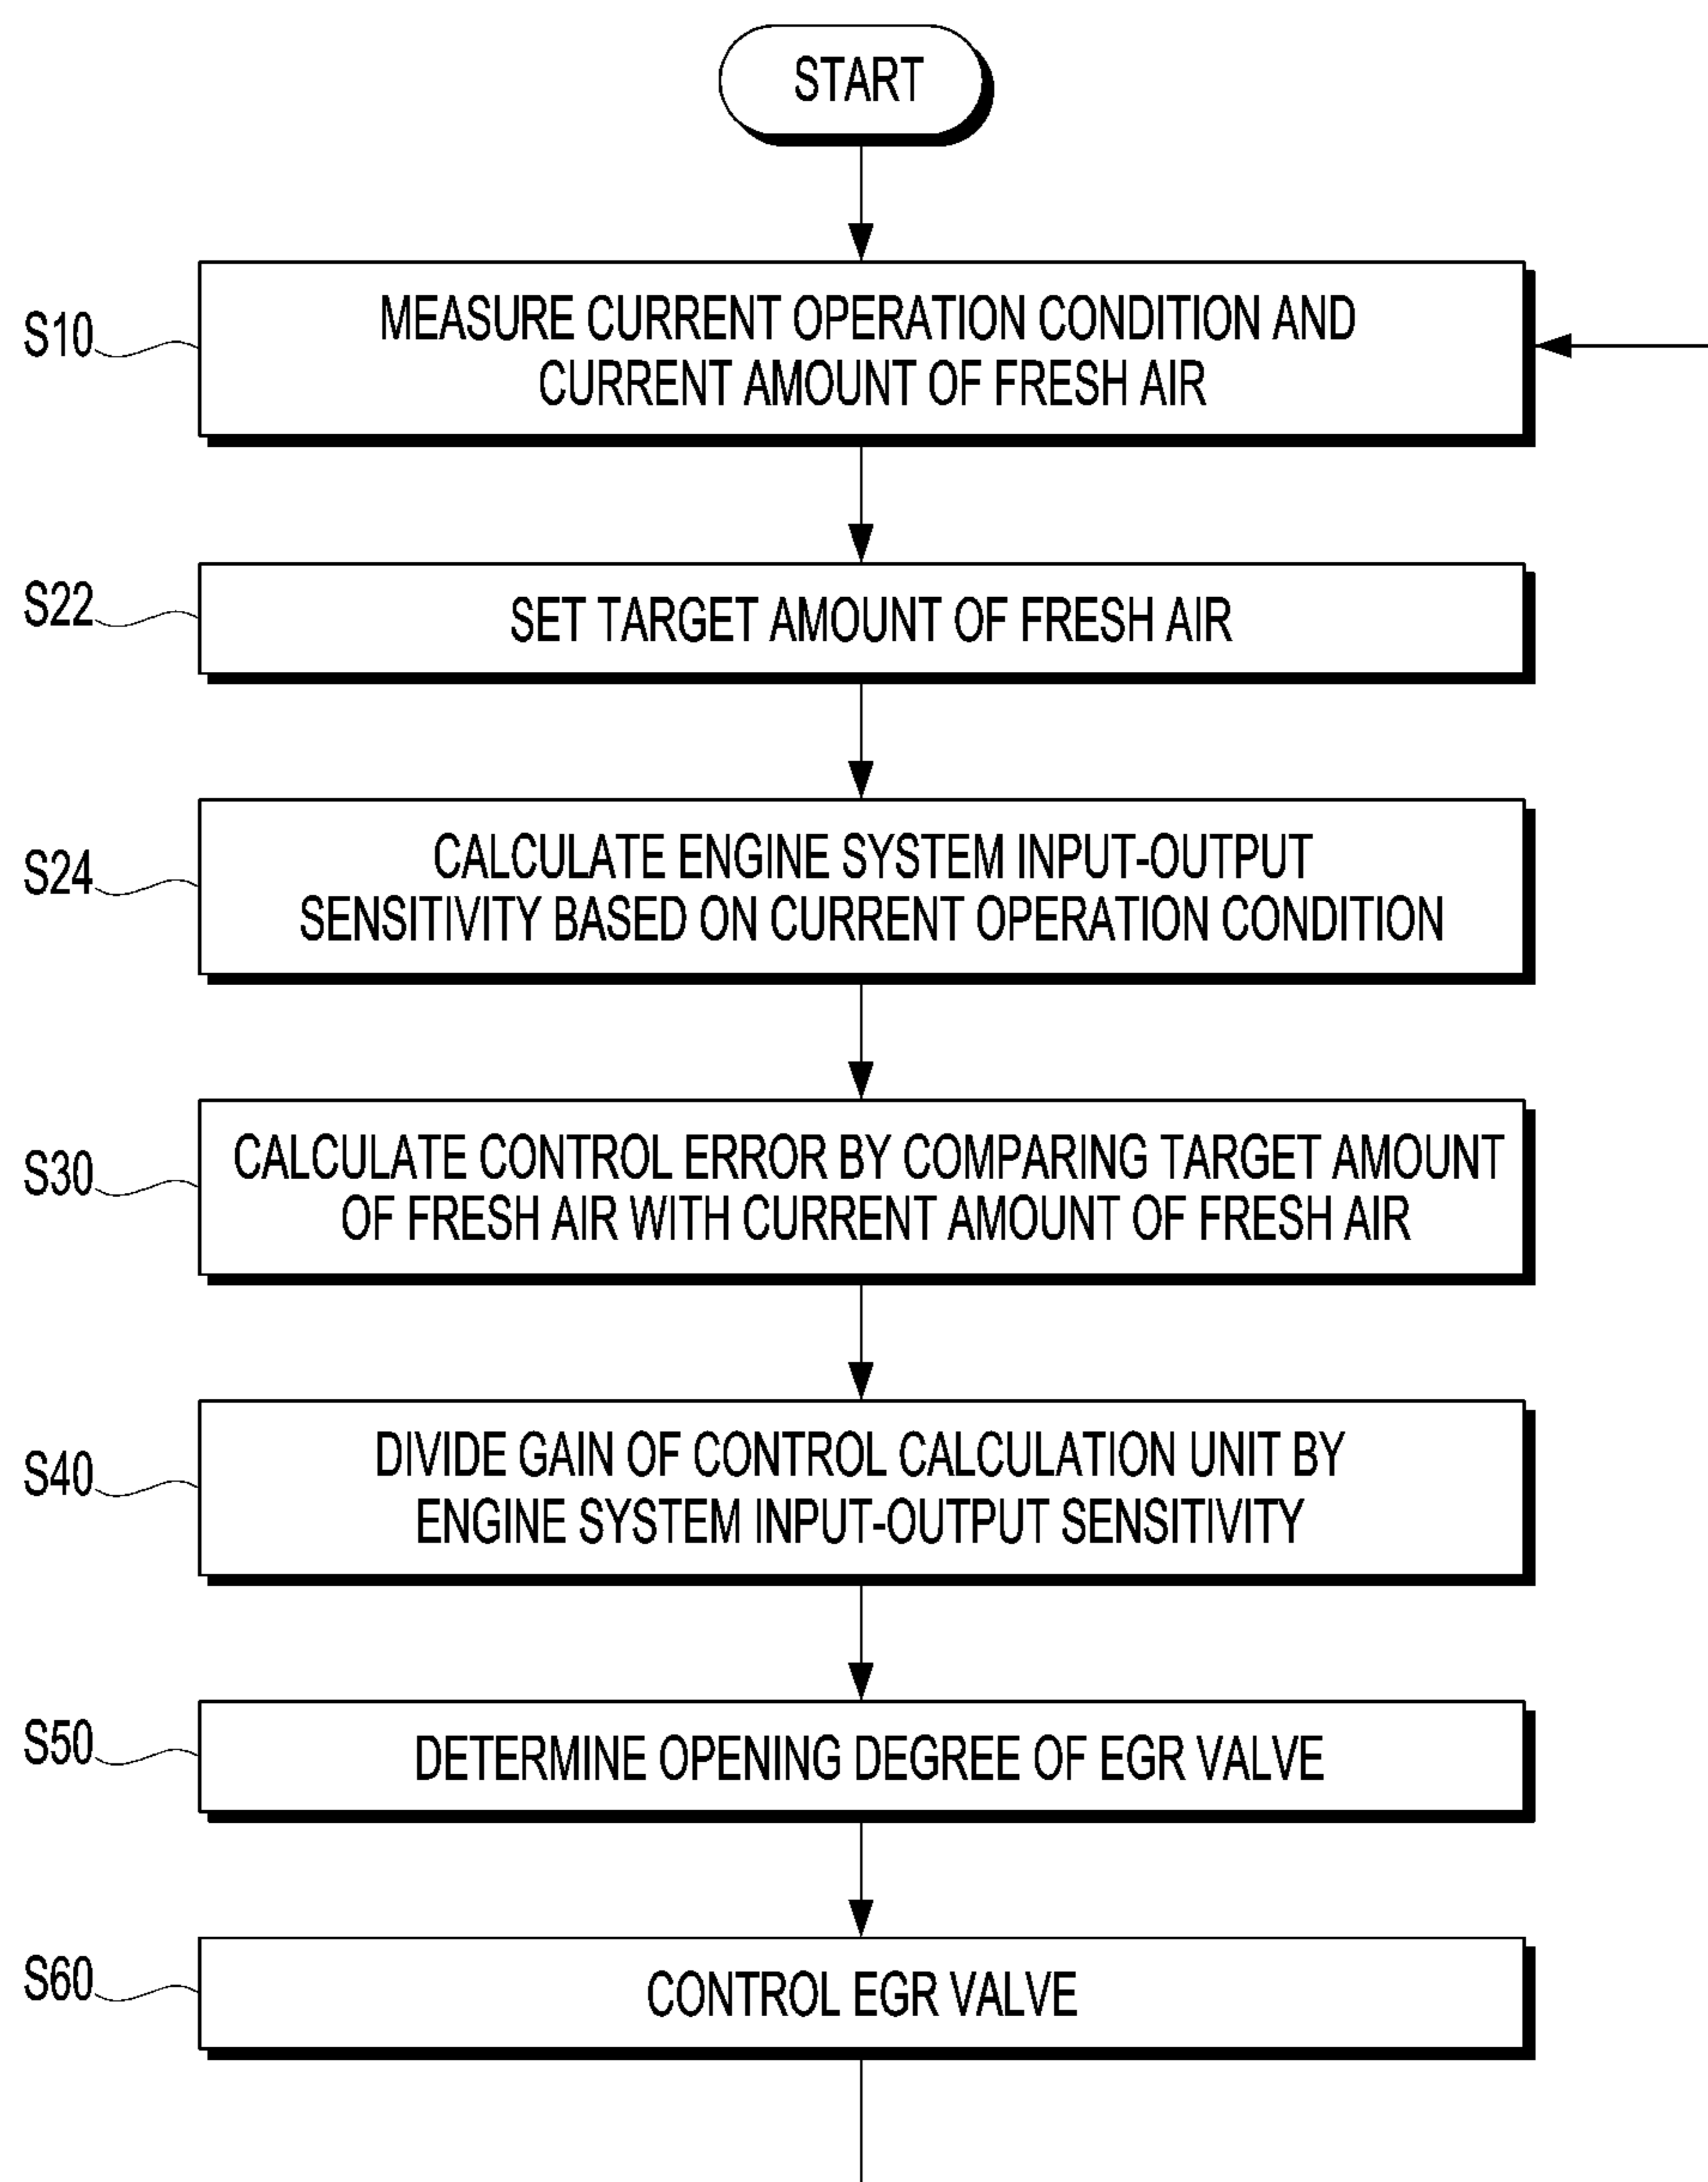 START
S10
MEASURE CURRENT OPERATION CONDITION AND
CURRENT AMOUNT OF FRESH AIR
S22
SET TARGET AMOUNT OF FRESH AIR
S24
CALCULATE ENGINE SYSTEM INPUT-OUTPUT
SENSITIVITY BASED ON CURRENT OPERATION CONDITION
S30
CALCULATE CONTROL ERROR BY COMPARING TARGET AMOUNT
OF FRESH AIR WITH CURRENT AMOUNT OF FRESH AIR
S40
DIVIDE GAIN OF CONTROL CALCULATION UNIT BY
ENGINE SYSTEM INPUT-OUTPUT SENSITIVITY
S50
DETERMINE OPENING DEGREE OF EGR VALVE
S60
CONTROL EGR VALVE